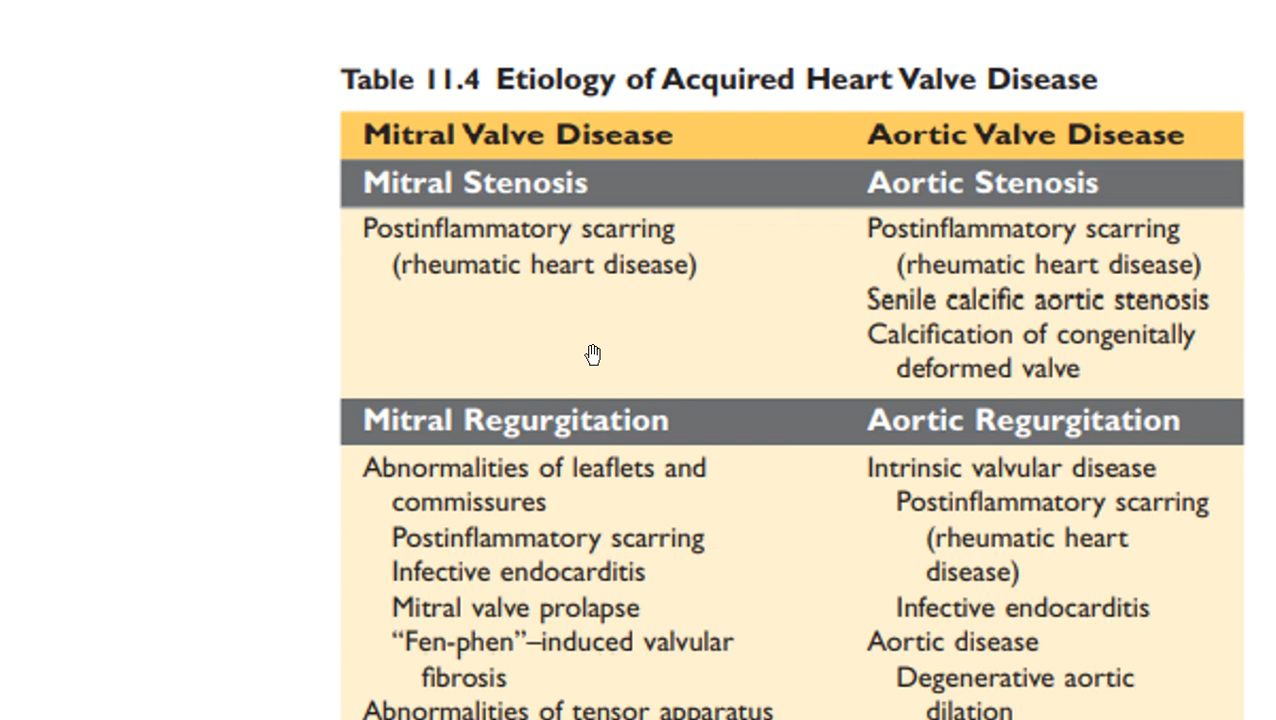 Table 11.4 Etiology of Acquired Heart Valve Disease
Mitral Valve Disease
Aortic Valve Disease
Mitral Stenosis
Aortic Stenosis
Postinflammatory scarring
(rheumatic heart disease)
Postinflammatory scarring
(rheumatic heart disease)
Senile calcific aortic stenosis
Calcification of congenitally
deformed valve
Mitral Regurgitation
Aortic Regurgitation
Abnormalities of leaflets and
commissures
Postinflammatory scarring
Infective endocarditis
Mitral valve prolapse
“Fen-phen”–induced valvular
fibrosis
Abnormalities of tensor apparatus
Intrinsic valvular disease
Postinflammatory scarring
(rheumatic heart
disease)
Infective endocarditis
Aortic disease
Degenerative aortic
dilation